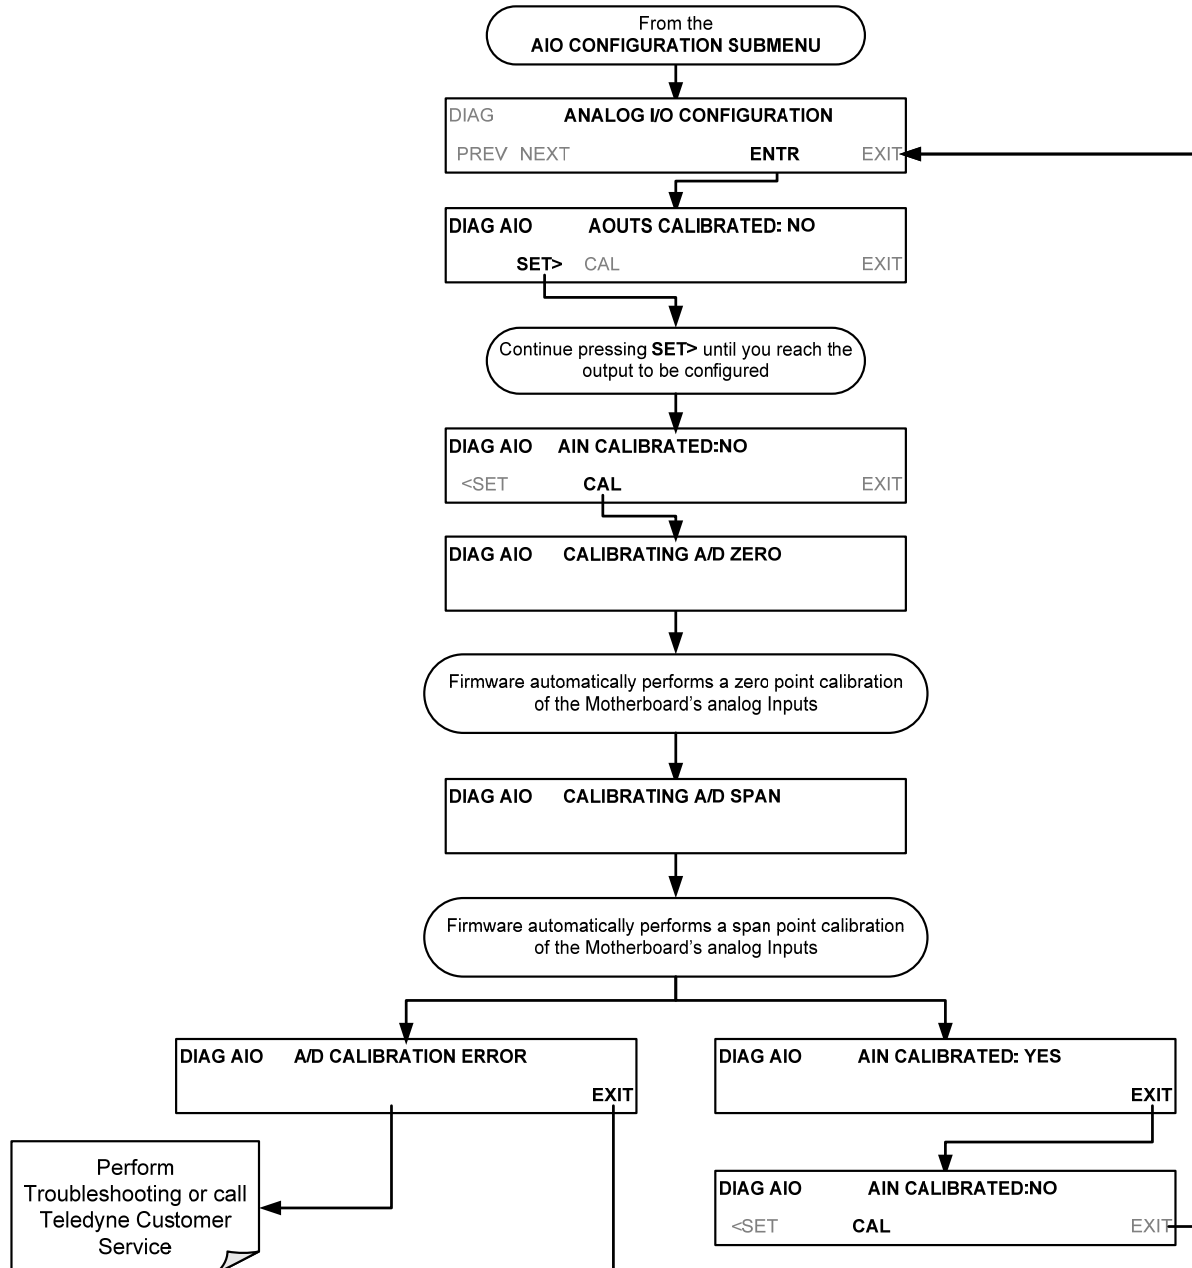 From the
AIO CONFIGURATION SUBMENU
DIAG ANALOG I/O CONFIGURATION
PREV NEXT ENTR EXIT
DIAG AIO AOUTS CALIBRATED: NO
SET> CAL EXIT
Continue pressing SET> until you reach the
output to be configured
DIAG AIO AIN CALIBRATED:NO
<SET CAL EXIT
DIAG AIO CALIBRATING A/D ZERO
Firmware automatically performs a zero point calibration
of the Motherboard's analog Inputs
DIAG AIO CALIBRATING A/D SPAN
Firmware automatically performs a span point calibration
of the Motherboard's analog Inputs
DIAG AIO A/D CALIBRATION ERROR
EXIT
DIAG AIO AIN CALIBRATED: YES
EXIT
Perform
Troubleshooting or call
Teledyne Customer
Service
DIAG AIO AIN CALIBRATED:NO
<SET CAL EXIT